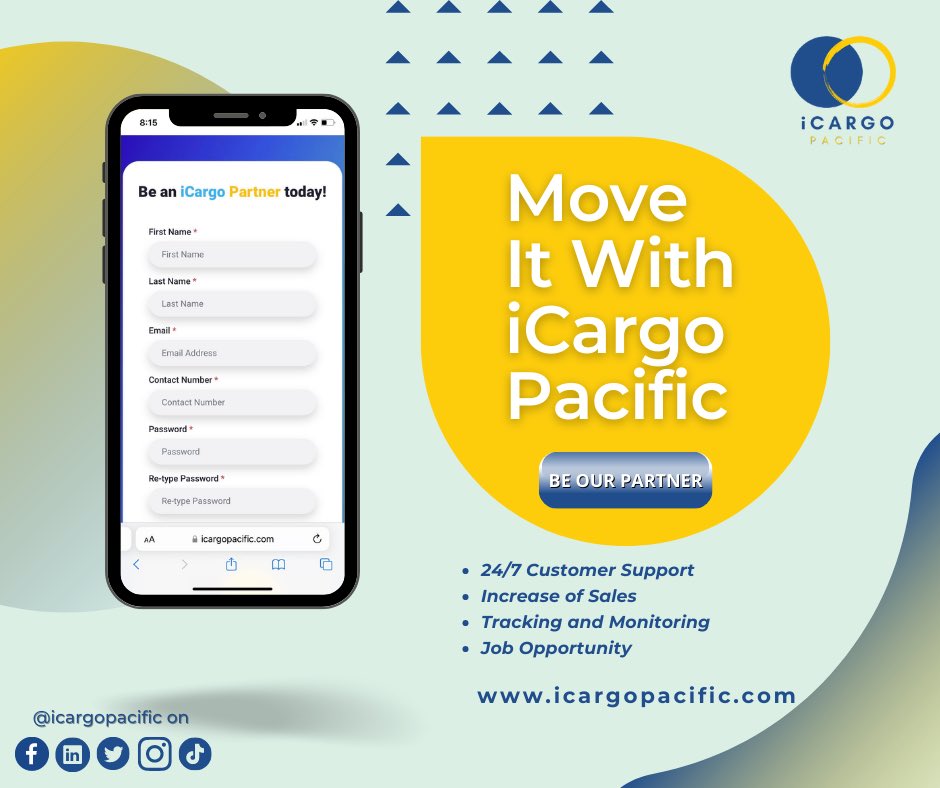 iCARGO
PACIFIC
8:15
Be an iCargo Partner today!
First Name *
First Name
Last Name *
Last Name
Email *
Email Address
Contact Number *
Contact Number
Password *
Password
Re-type Password *
Re-type Password
AA
icargopacific.com
Move
It With
iCargo
Pacific
BE OUR PARTNER
• 24/7 Customer Support
• Increase of Sales
• Tracking and Monitoring
• Job Opportunity
www.icargopacific.com
@icargopacific on
f in